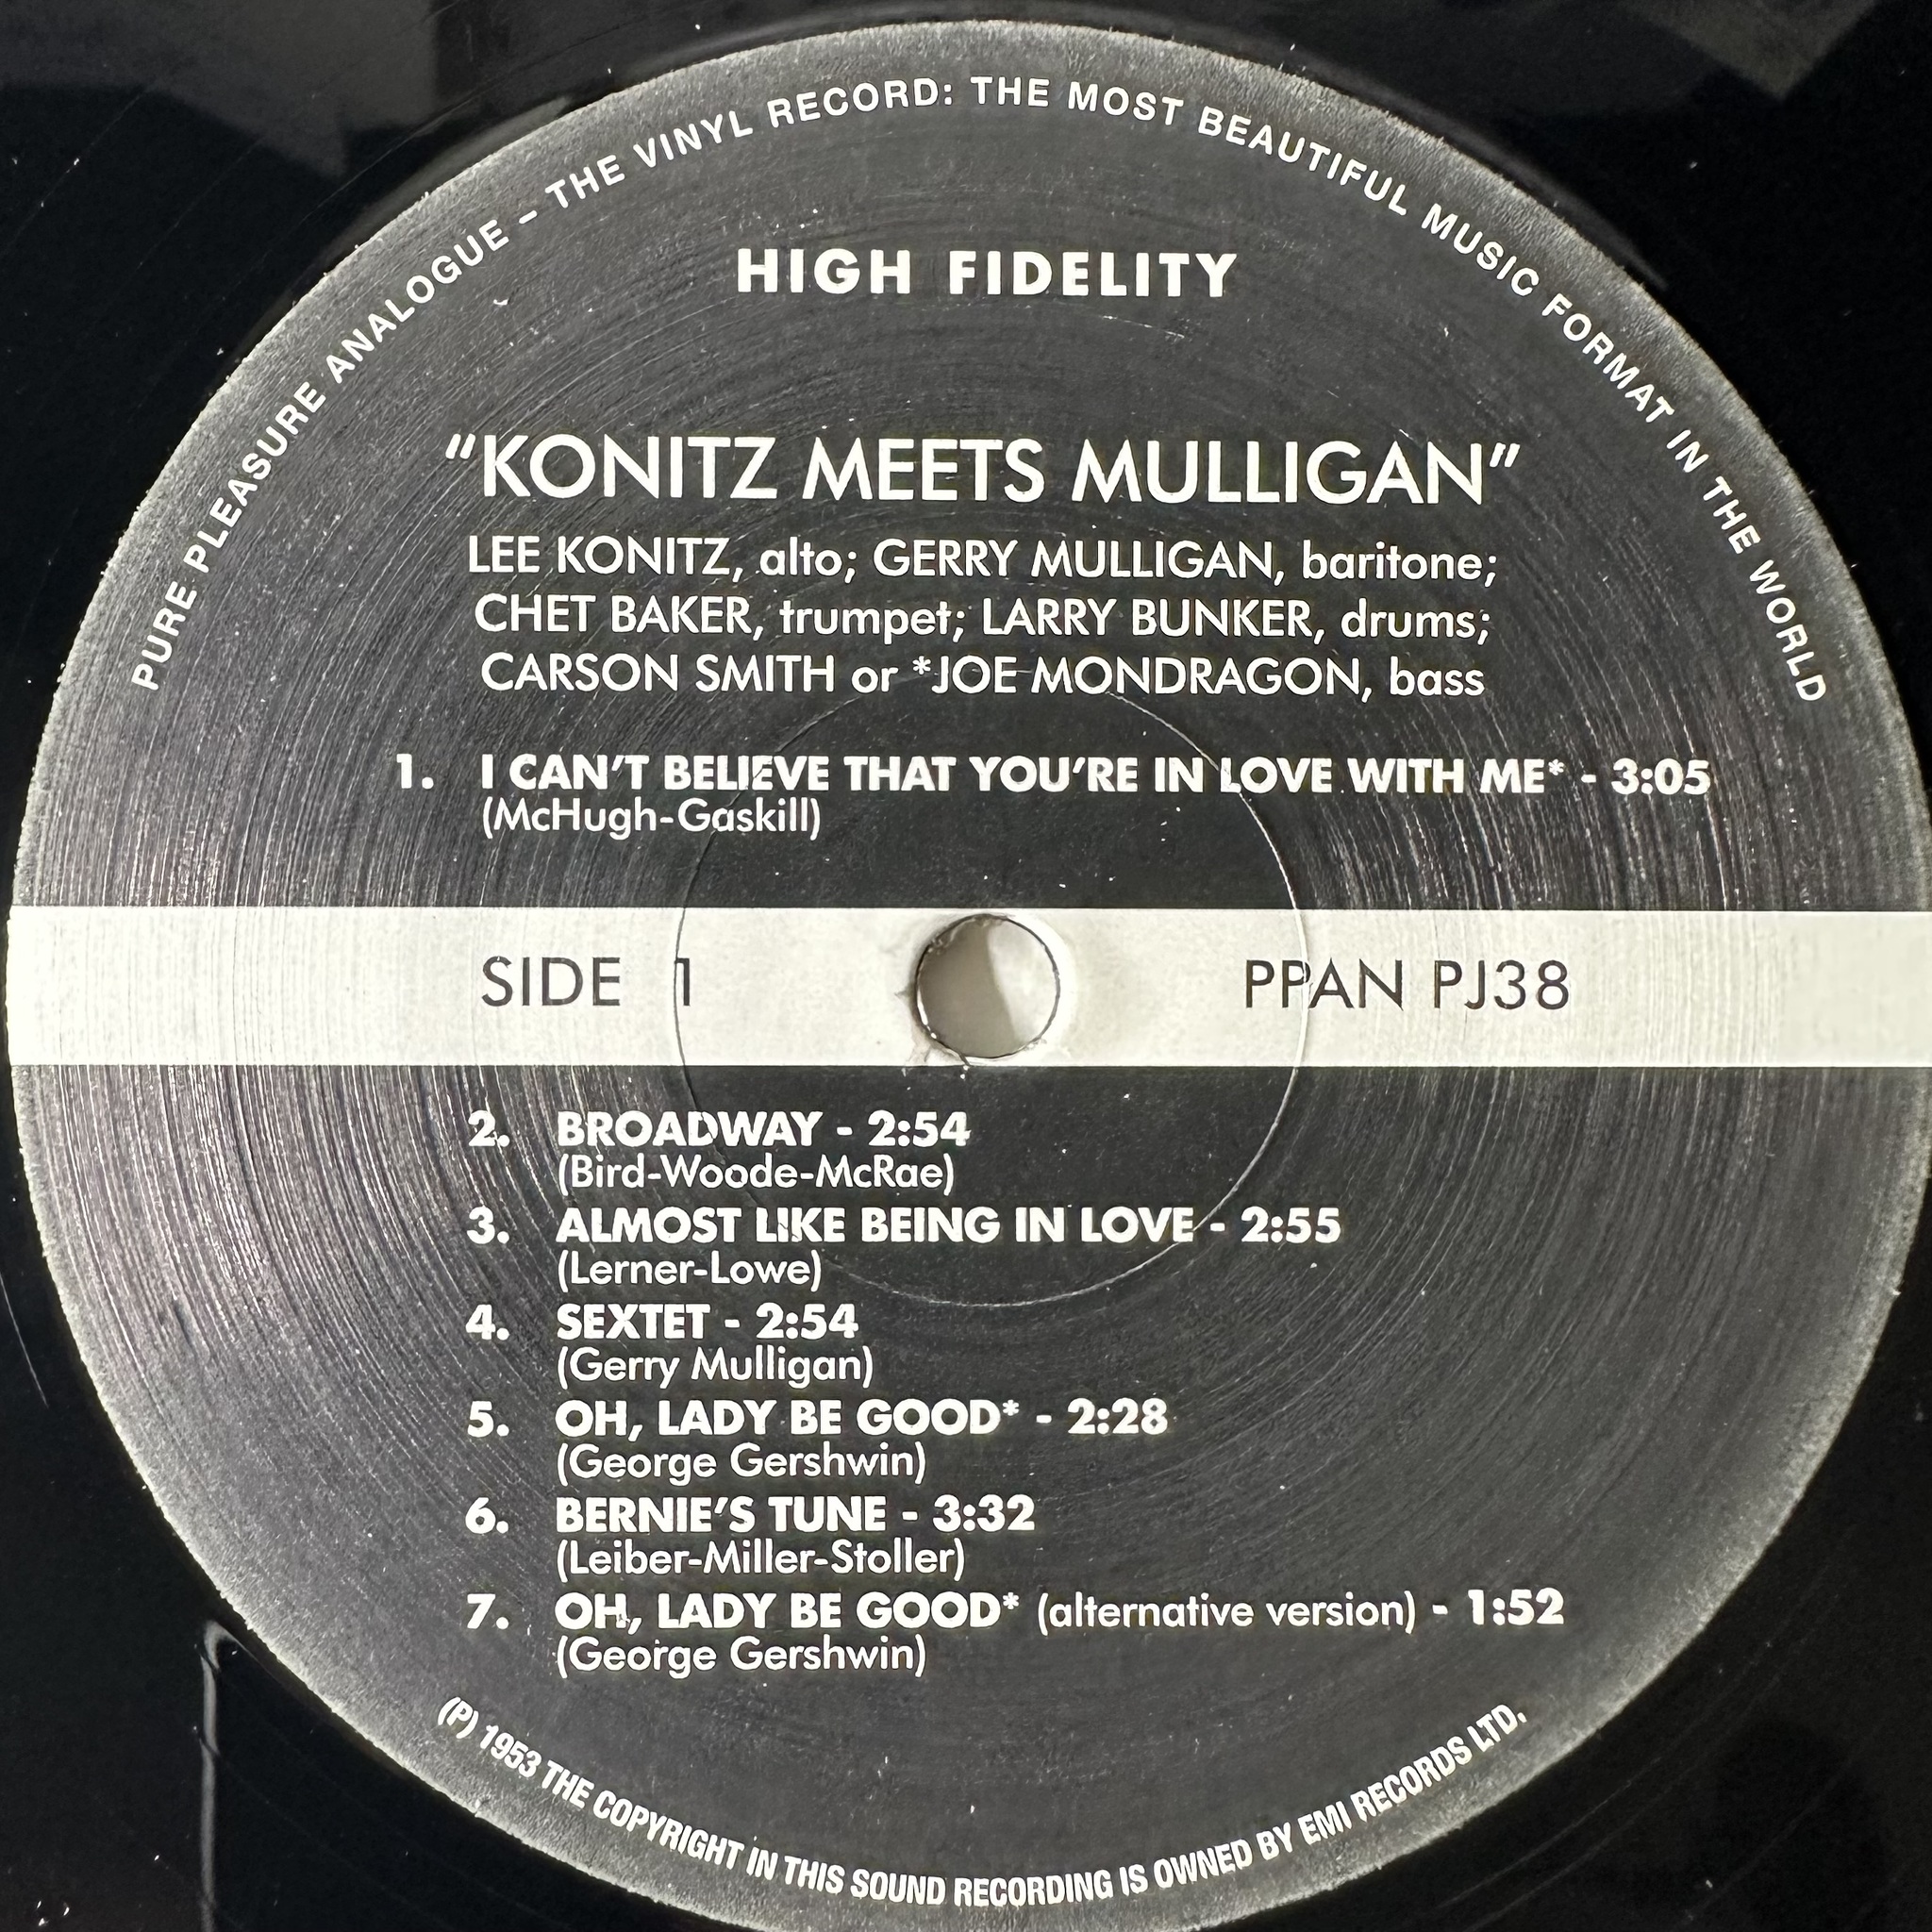 PURE PLEASURE ANALOGUE – THE VINYL RECORD: THE MOST BEAUTIFUL MUSIC FORMAT IN THE WORLD
HIGH FIDELITY
“KONITZ MEETS MULLIGAN”
LEE KONITZ, alto; GERRY MULLIGAN, baritone;
CHET BAKER, trumpet; LARRY BUNKER, drums;
CARSON SMITH or *JOE MONDRAGON, bass
1. I CAN’T BELIEVE THAT YOU’RE IN LOVE WITH ME* - 3:05
(McHugh-Gaskill)
SIDE 1
PPAN PJ38
2. BROADWAY - 2:54
(Bird-Woode-McRae)
3. ALMOST LIKE BEING IN LOVE - 2:55
(Lerner-Lowe)
4. SEXTET - 2:54
(Gerry Mulligan)
5. OH, LADY BE GOOD* - 2:28
(George Gershwin)
6. BERNIE’S TUNE - 3:32
(Leiber-Miller-Stoller)
7. OH, LADY BE GOOD* (alternative version) - 1:52
(George Gershwin)
(P) 1953 THE COPYRIGHT IN THIS SOUND RECORDING IS OWNED BY EMI RECORDS LTD.